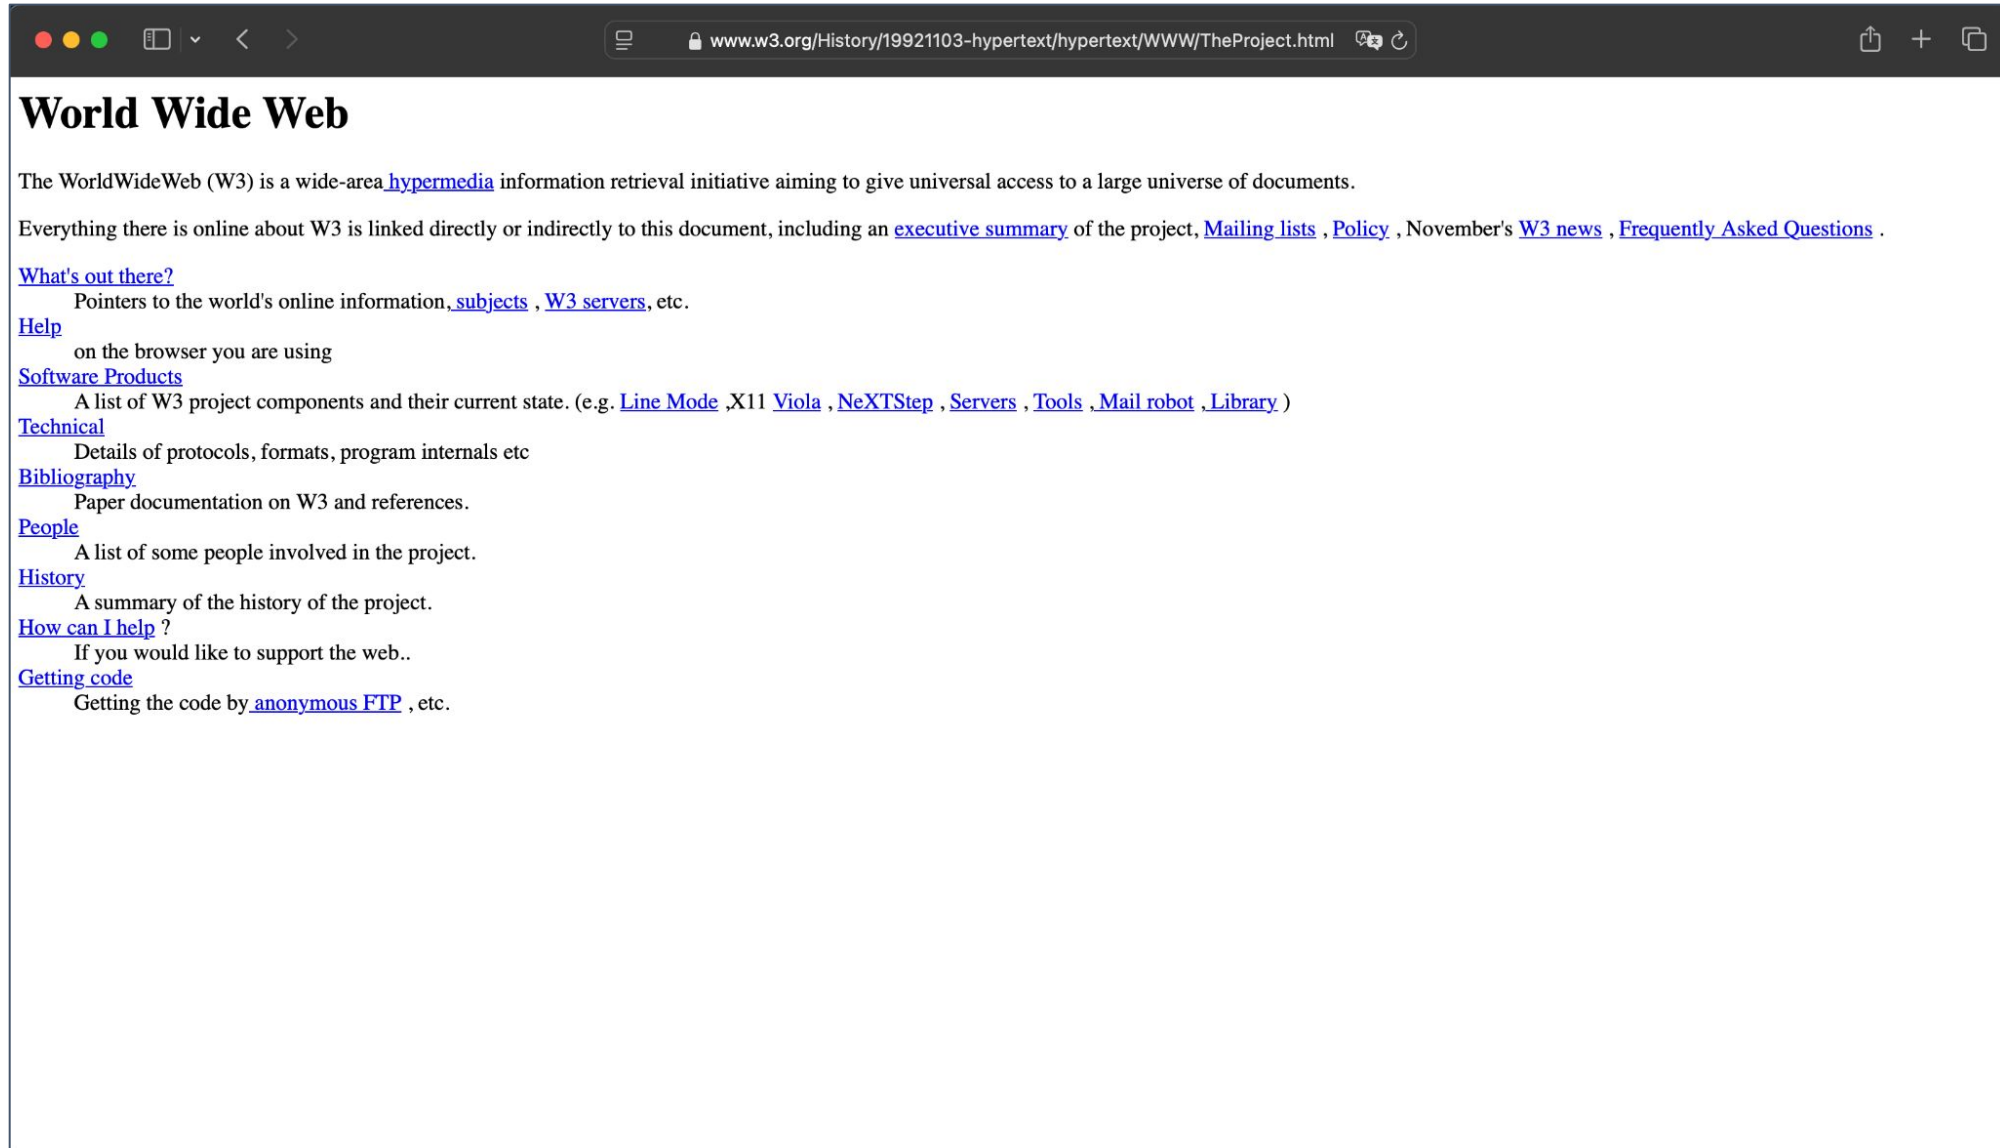 www.w3.org/History/19921103-hypertext/hypertext/WWW/TheProject.html
World Wide Web
The WorldWideWeb (W3) is a wide-area hypermedia information retrieval initiative aiming to give universal access to a large universe of documents.
Everything there is online about W3 is linked directly or indirectly to this document, including an executive summary of the project, Mailing lists , Policy , November's W3 news , Frequently Asked Questions .
What's out there?
Pointers to the world's online information, subjects , W3 servers, etc.
Help
on the browser you are using
Software Products
A list of W3 project components and their current state. (e.g. Line Mode ,X11 Viola , NeXTStep , Servers , Tools , Mail robot , Library )
Technical
Details of protocols, formats, program internals etc
Bibliography
Paper documentation on W3 and references.
People
A list of some people involved in the project.
History
A summary of the history of the project.
How can I help ?
If you would like to support the web..
Getting code
Getting the code by anonymous FTP , etc.